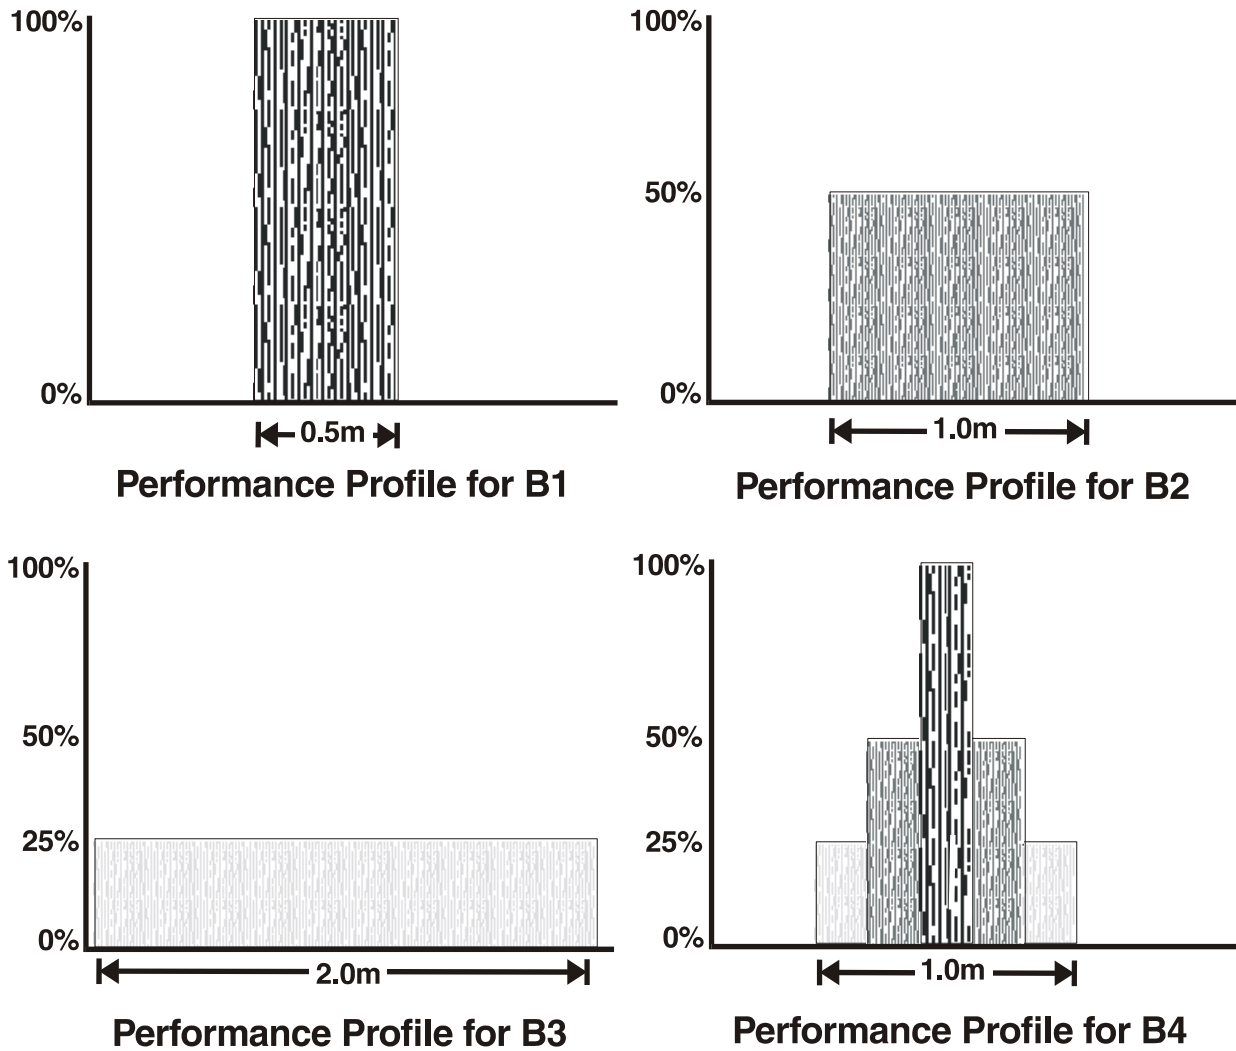 100%
0%
0.5m
Performance Profile for B1
100%
50%
0%
1.0m
Performance Profile for B2
100%
50%
25%
0%
2.0m
Performance Profile for B3
100%
50%
25%
0%
1.0m
Performance Profile for B4